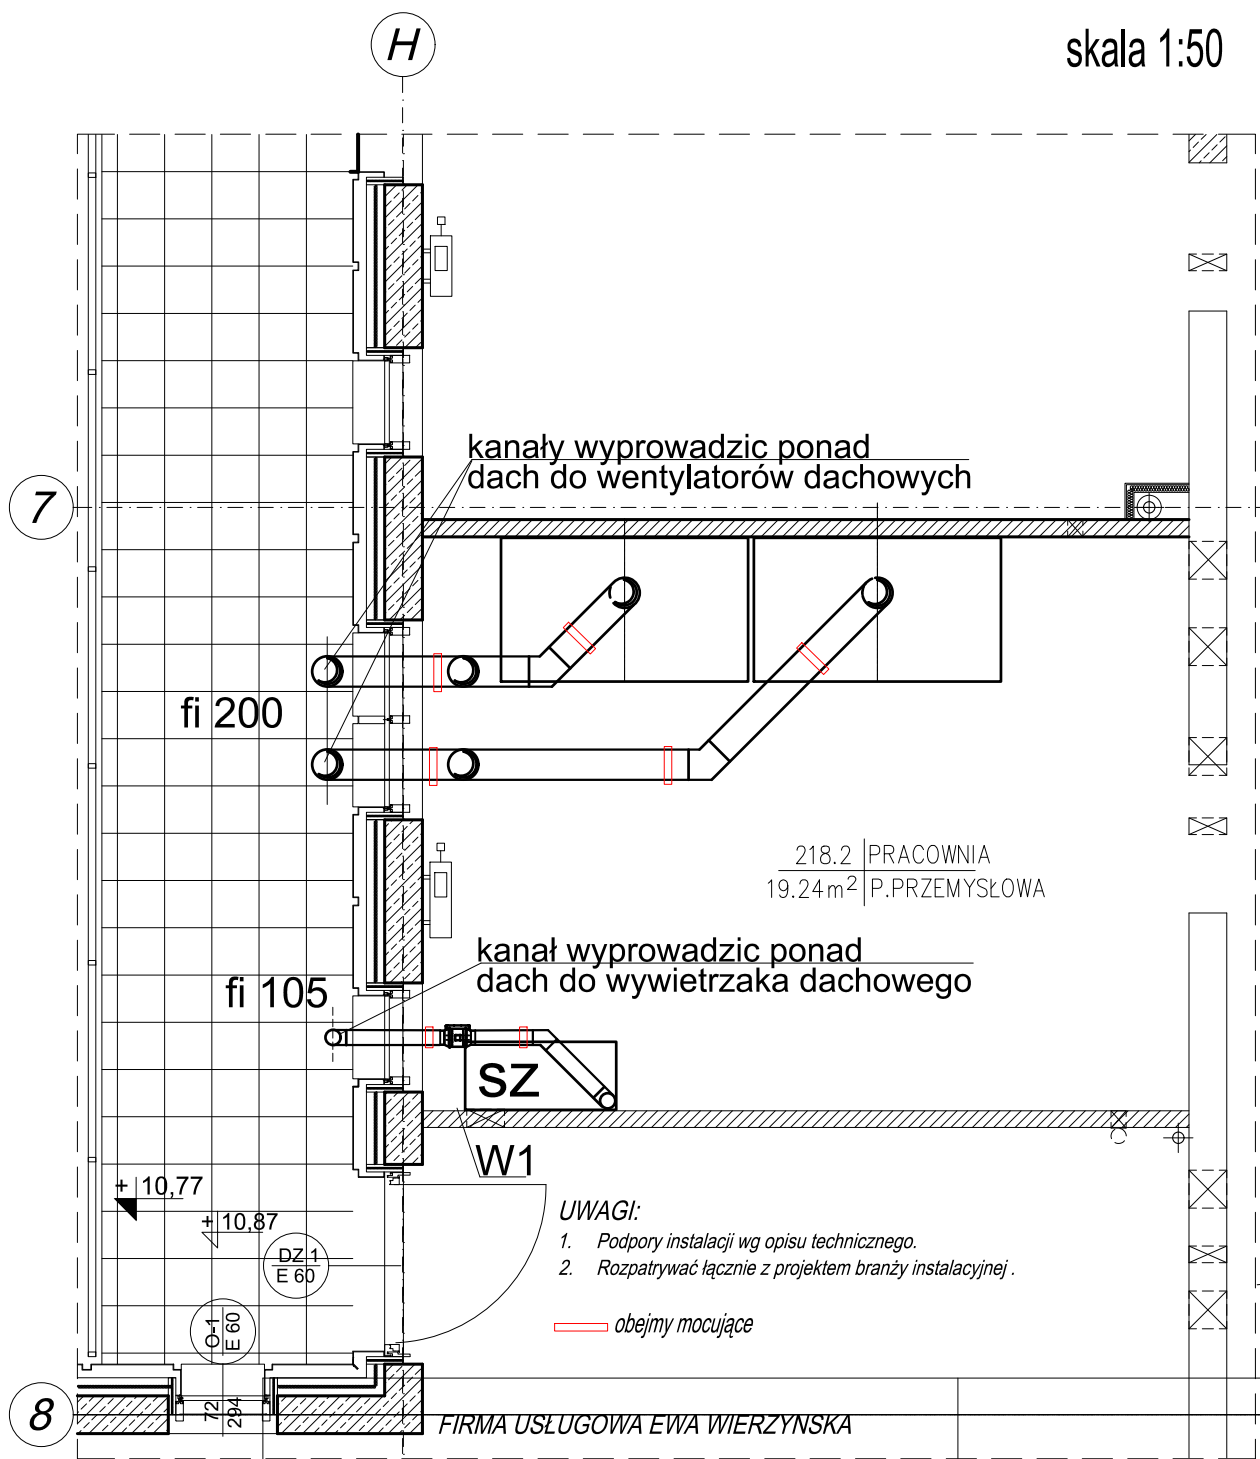 H
skala 1:50
kanały wyprowadzic ponad
dach do wentylatorów dachowych
7
fi 200
218.2 PRACOWNIA
19.24m² P.PRZEMYSŁOWA
kanał wyprowadzic ponad
dach do wywietrzaka dachowego
fi 105
SZ
W1
+ 10,77
+ 10,87
DZ 1
E 60
UWAGI:
1. Podpory instalacji wg opisu technicznego.
2. Rozpatrywać łącznie z projektem branży instalacyjnej .
obejmy mocujące
O-1
E 60
72
294
8
FIRMA USŁUGOWA EWA WIERZYNSKA